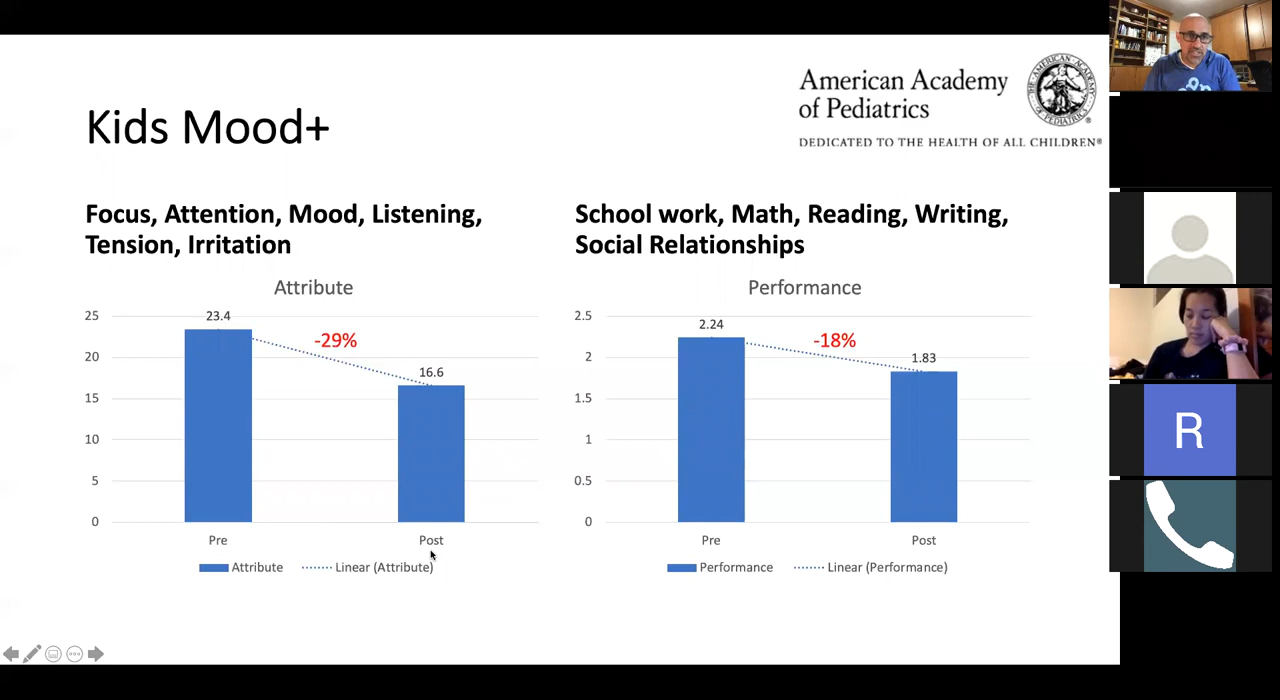 American Academy
of Pediatrics
DEDICATED TO THE HEALTH OF ALL CHILDREN®
Kids Mood+
Focus, Attention, Mood, Listening,
Tension, Irritation
Attribute
25
20
15
10
5
0
23.4
-29%
16.6
Pre
Post
Attribute
Linear (Attribute)
School work, Math, Reading, Writing,
Social Relationships
Performance
2.5
2
1.5
1
0.5
0
2.24
-18%
1.83
Pre
Post
Performance
Linear (Performance)
R